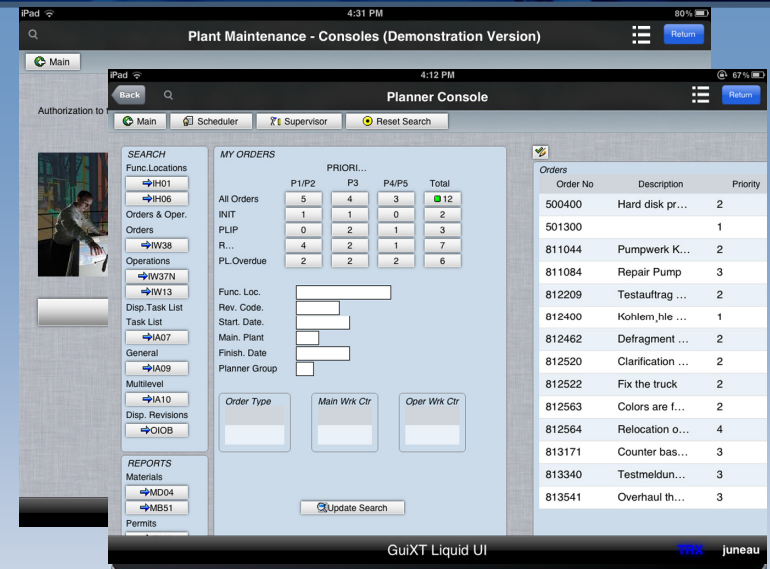 iPad 4:31 PM 80%
Plant Maintenance - Consoles (Demonstration Version) Return
Main
Authorization to
iPad 4:12 PM 67%
Back Planner Console Return
Main Scheduler Supervisor Reset Search
SEARCH
Func.Locations
IH01
IH06
Orders & Oper.
Orders
IW38
Operations
IW37N
IW13
Disp.Task List
Task List
IA07
General
IA09
Multilevel
IA10
Disp. Revisions
OIOB
REPORTS
Materials
MD04
MB51
Permits
MY ORDERS
PRIORI...
P1/P2 P3 P4/P5 Total
All Orders 5 4 3 12
INIT 1 1 0 2
PLIP 0 2 1 3
R... 4 2 1 7
PL.Overdue 2 2 2 6
Func. Loc.
Rev. Code.
Start. Date.
Main. Plant
Finish. Date
Planner Group
Order Type Main Wrk Ctr Oper Wrk Ctr
Update Search
Orders
Order No Description Priority
500400 Hard disk pr... 2
501300 1
811044 Pumpwerk K... 2
811084 Repair Pump 3
812209 Testauftrag ... 2
812400 Kohlem¸hle ... 1
812462 Defragment ... 2
812520 Clarification ... 2
812522 Fix the truck 2
812563 Colors are f... 2
812564 Relocation o... 4
813171 Counter bas... 3
813340 Testmeldun... 3
813541 Overhaul th... 3
GuiXT Liquid UI juneau